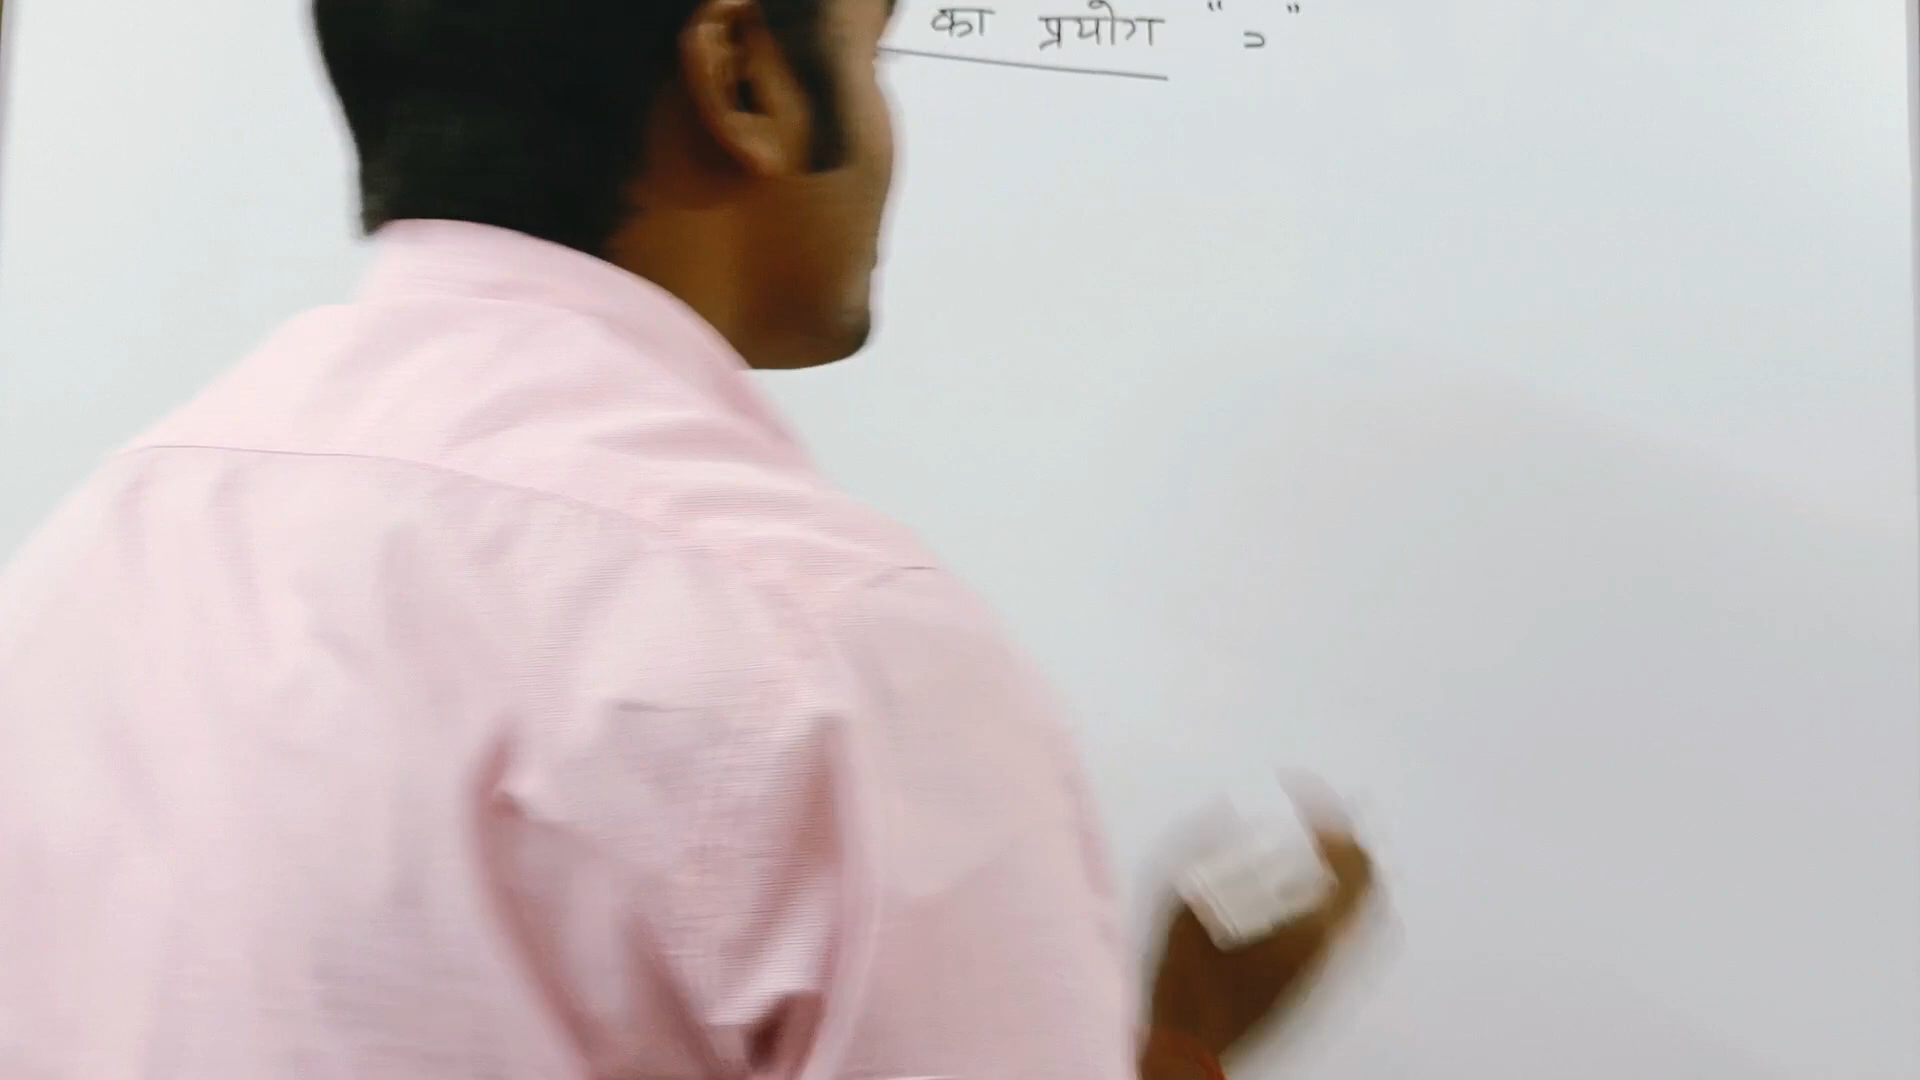 का प्रयोग " = "